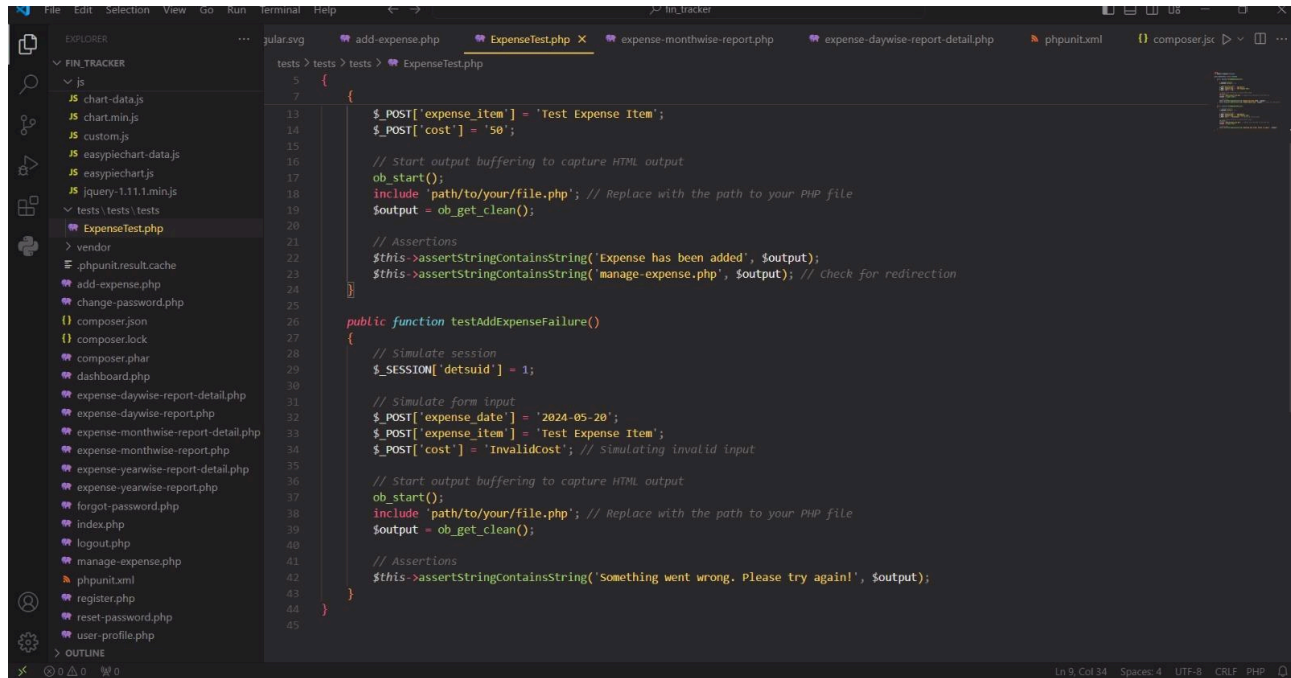 File Edit Selection View Go Run Terminal Help
fin_tracker
EXPLORER
gular.svg add-expense.php ExpenseTest.php expense-monthwise-report.php expense-daywise-report-detail.php phpunit.xml {} composer.jsc
FIN_TRACKER
js
JS chart-data.js
JS chart.min.js
JS custom.js
JS easypiechart-data.js
JS easypiechart.js
JS jquery-1.11.1.min.js
tests\tests\tests
ExpenseTest.php
vendor
.phpunit.result.cache
add-expense.php
change-password.php
{} composer.json
{} composer.lock
composer.phar
dashboard.php
expense-daywise-report-detail.php
expense-daywise-report.php
expense-monthwise-report-detail.php
expense-monthwise-report.php
expense-yearwise-report-detail.php
expense-yearwise-report.php
forgot-password.php
index.php
logout.php
manage-expense.php
phpunit.xml
register.php
reset-password.php
user-profile.php
OUTLINE
tests > tests > tests > ExpenseTest.php
5 {
7 {
13 $_POST['expense_item'] = 'Test Expense Item';
14 $_POST['cost'] = '50';
15
16 // Start output buffering to capture HTML output
17 ob_start();
18 include 'path/to/your/file.php'; // Replace with the path to your PHP file
19 $output = ob_get_clean();
20
21 // Assertions
22 $this->assertStringContainsString('Expense has been added', $output);
23 $this->assertStringContainsString('manage-expense.php', $output); // Check for redirection
24 }
25
26 public function testAddExpenseFailure()
27 {
28 // Simulate session
29 $_SESSION['detsuid'] = 1;
30
31 // Simulate form input
32 $_POST['expense_date'] = '2024-05-20';
33 $_POST['expense_item'] = 'Test Expense Item';
34 $_POST['cost'] = 'InvalidCost'; // Simulating invalid input
35
36 // Start output buffering to capture HTML output
37 ob_start();
38 include 'path/to/your/file.php'; // Replace with the path to your PHP file
39 $output = ob_get_clean();
40
41 // Assertions
42 $this->assertStringContainsString('Something went wrong. Please try again!', $output);
43 }
44 }
45
0 0 0 Ln 9, Col 34 Spaces: 4 UTF-8 CRLF PHP